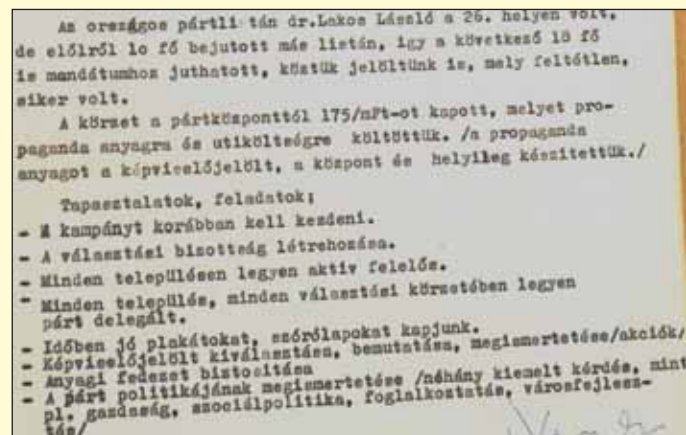 Az országos pártlistán dr.Lakos László a 26. helyen volt,
de előlről lo fő bejutott más listán, igy a következő 10 fő
is mandátumhoz juthatott, köztük jelöltünk is, mely feltétlen,
siker volt.
A körzet a pártközponttól 175/mFt-ot kapott, melyet pro-
paganda anyagra és utiköltségre költöttük. /a propaganda
anyagot a képviselőjelölt, a központ és helyileg készitettük./
Tapasztalatok, feladatok;
- A kampányt korábban kell kezdeni.
- A választási bizottság létrehozása.
- Minden településen legyen aktiv felelős.
- Minden település, minden választási körzetében legyen
párt delegált.
- Időben jó plakátokat, szórólapokat kapjunk.
- Képviselőjelölt kiválasztása, bemutatása, megismertetése/akciók/
- Anyagi fedezet biztositása
- A párt politikájának megismertetése /néhány kiemelt kérdés, mint
pl. gazdaság, szociálpolitika, foglalkoztatás, városfejlesz-
tés/